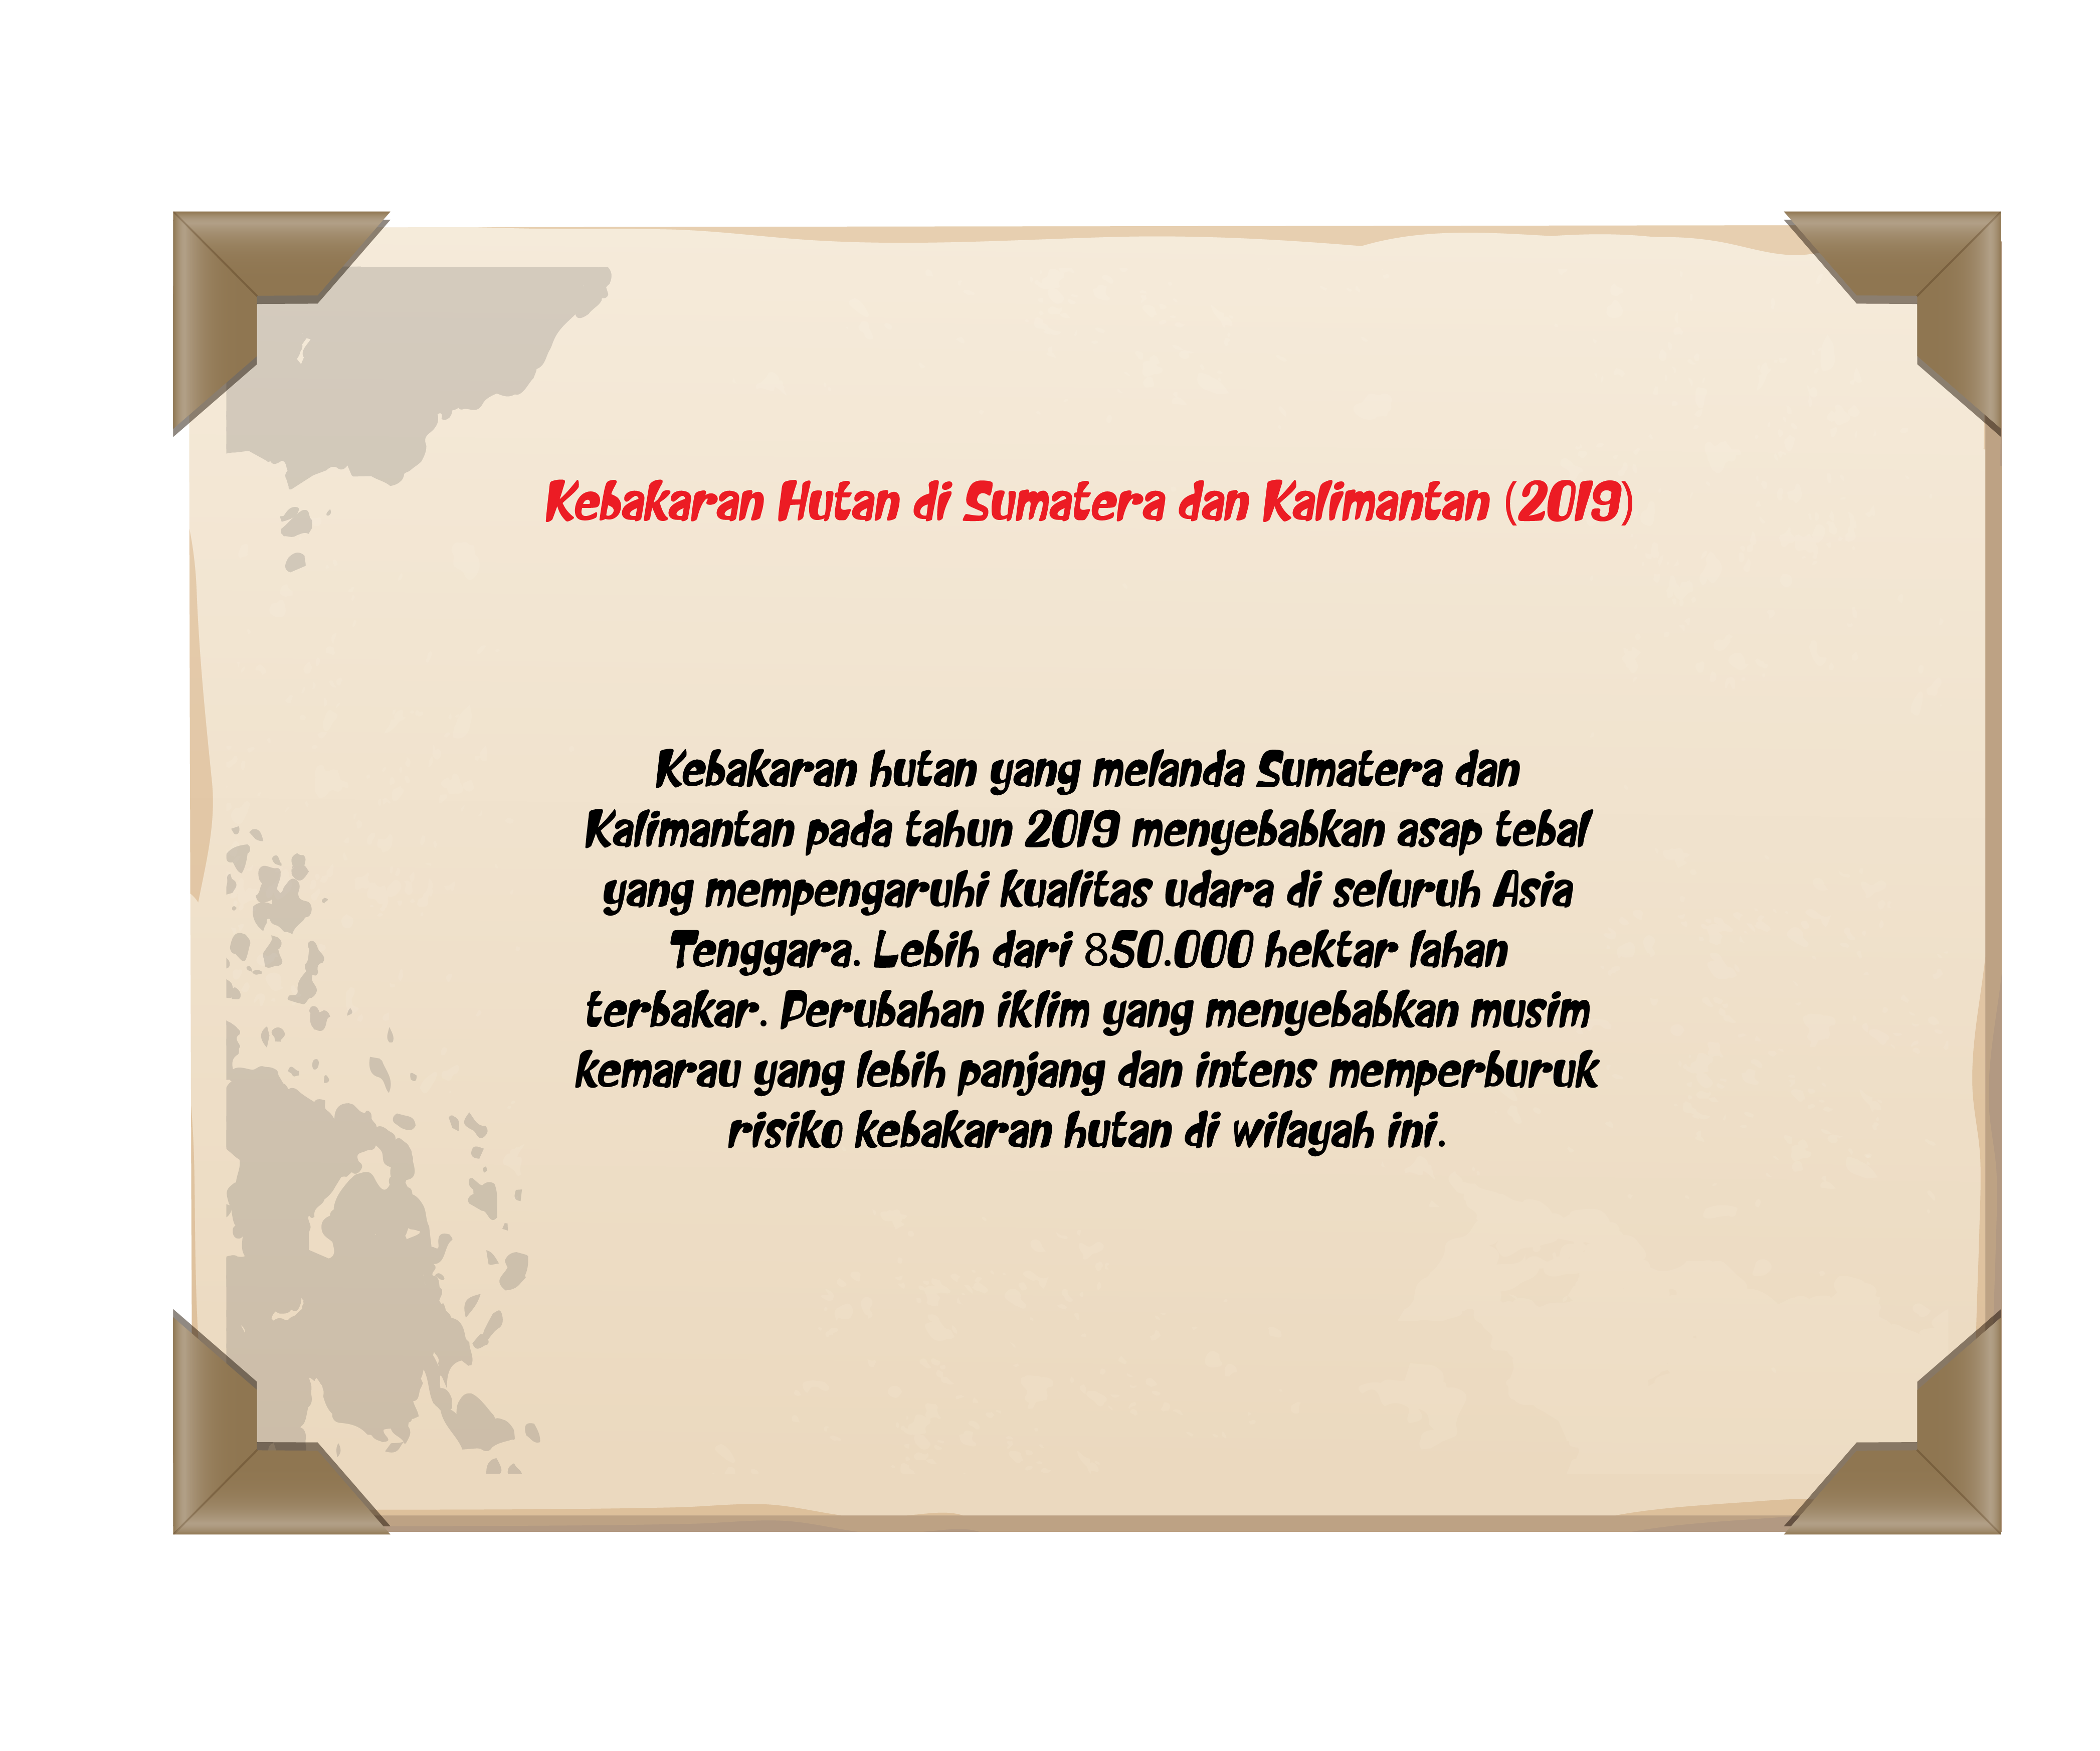 Kebakaran Hutan di Sumatera dan Kalimantan (2019)
Kebakaran hutan yang melanda Sumatera dan
Kalimantan pada tahun 2019 menyebabkan asap tebal
yang mempengaruhi kualitas udara di seluruh Asia
Tenggara. Lebih dari 850.000 hektar lahan
terbakar. Perubahan iklim yang menyebabkan musim
kemarau yang lebih panjang dan intens memperburuk
risiko kebakaran hutan di wilayah ini.